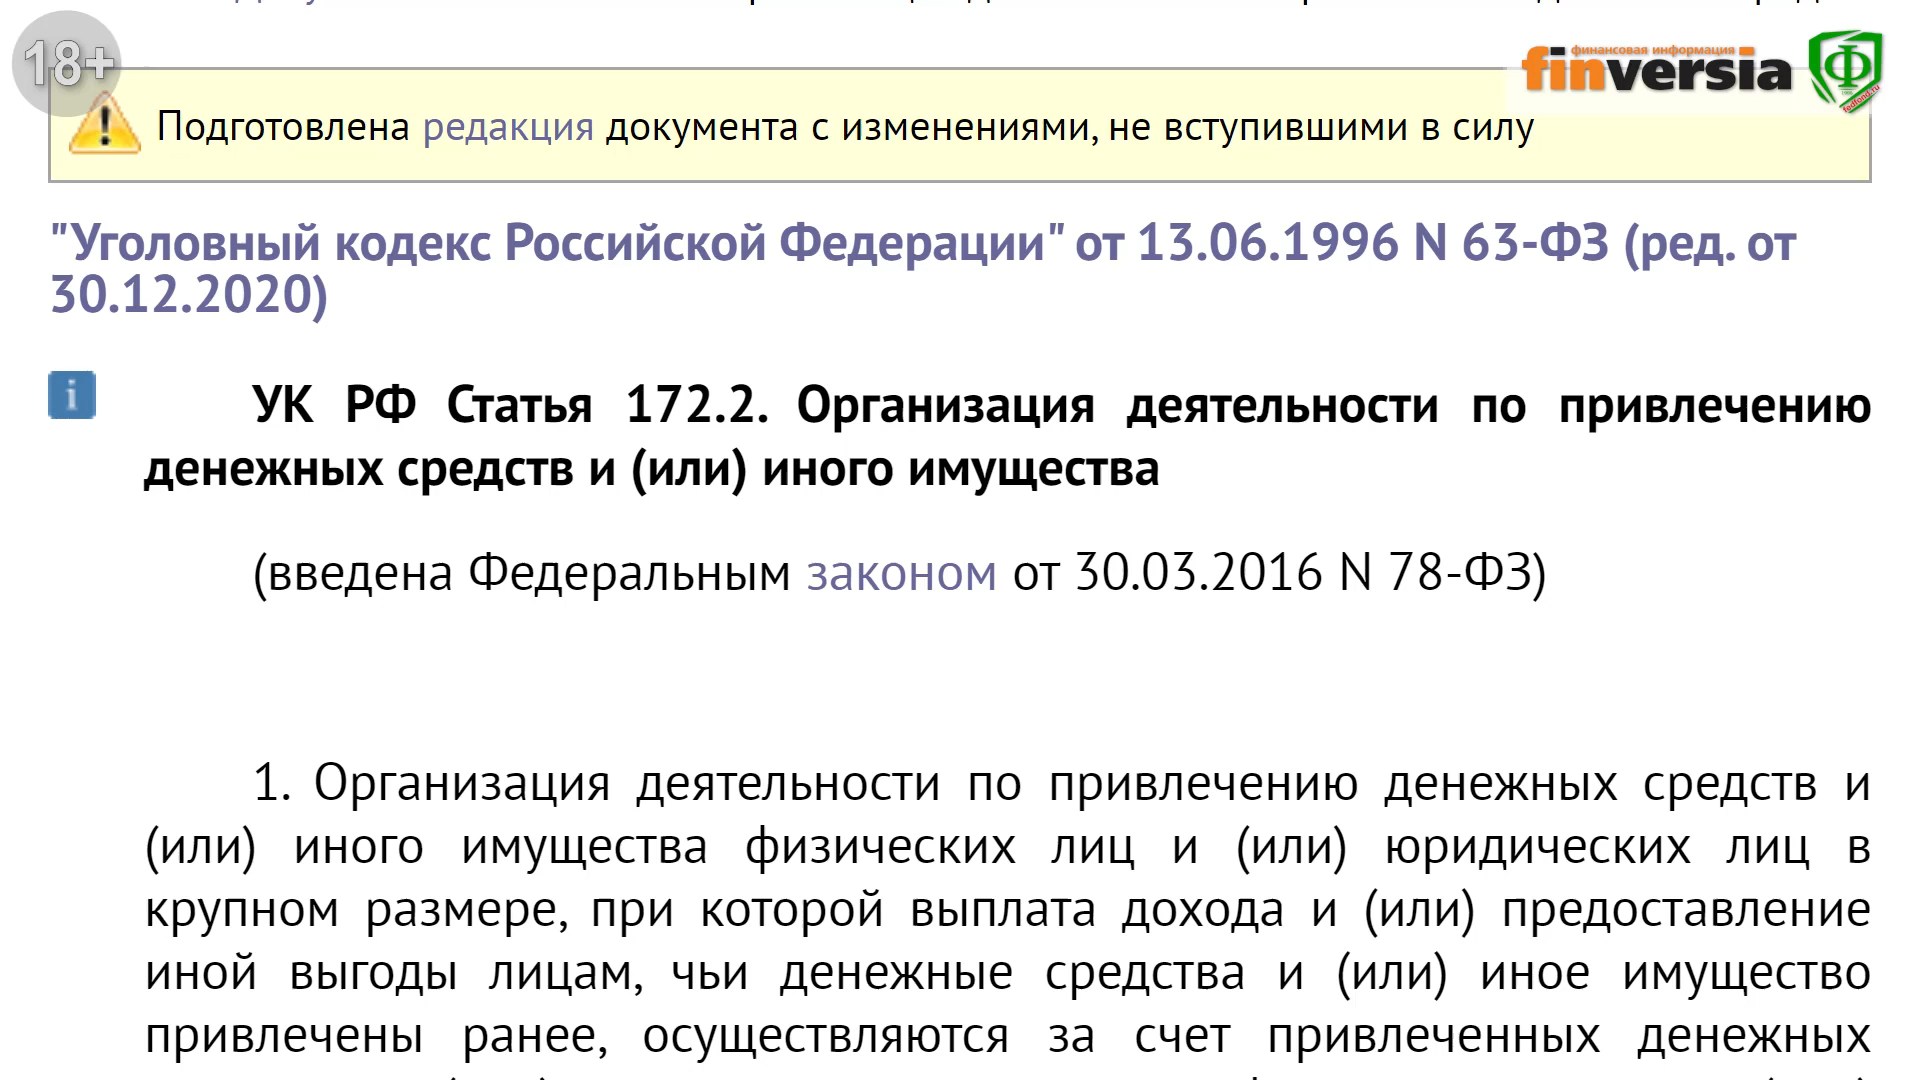 18+
финансовая информация
finversia
Ф
fedfond.ru
Подготовлена редакция документа с изменениями, не вступившими в силу
"Уголовный кодекс Российской Федерации" от 13.06.1996 N 63-ФЗ (ред. от
30.12.2020)
i
УК РФ Статья 172.2. Организация деятельности по привлечению
денежных средств и (или) иного имущества
(введена Федеральным законом от 30.03.2016 N 78-ФЗ)
1. Организация деятельности по привлечению денежных средств и
(или) иного имущества физических лиц и (или) юридических лиц в
крупном размере, при которой выплата дохода и (или) предоставление
иной выгоды лицам, чьи денежные средства и (или) иное имущество
привлечены ранее, осуществляются за счет привлеченных денежных